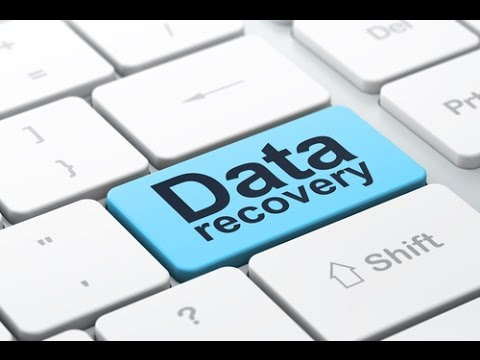 Del
Prt
]
}
Data
recovery
Shift
"
'
?